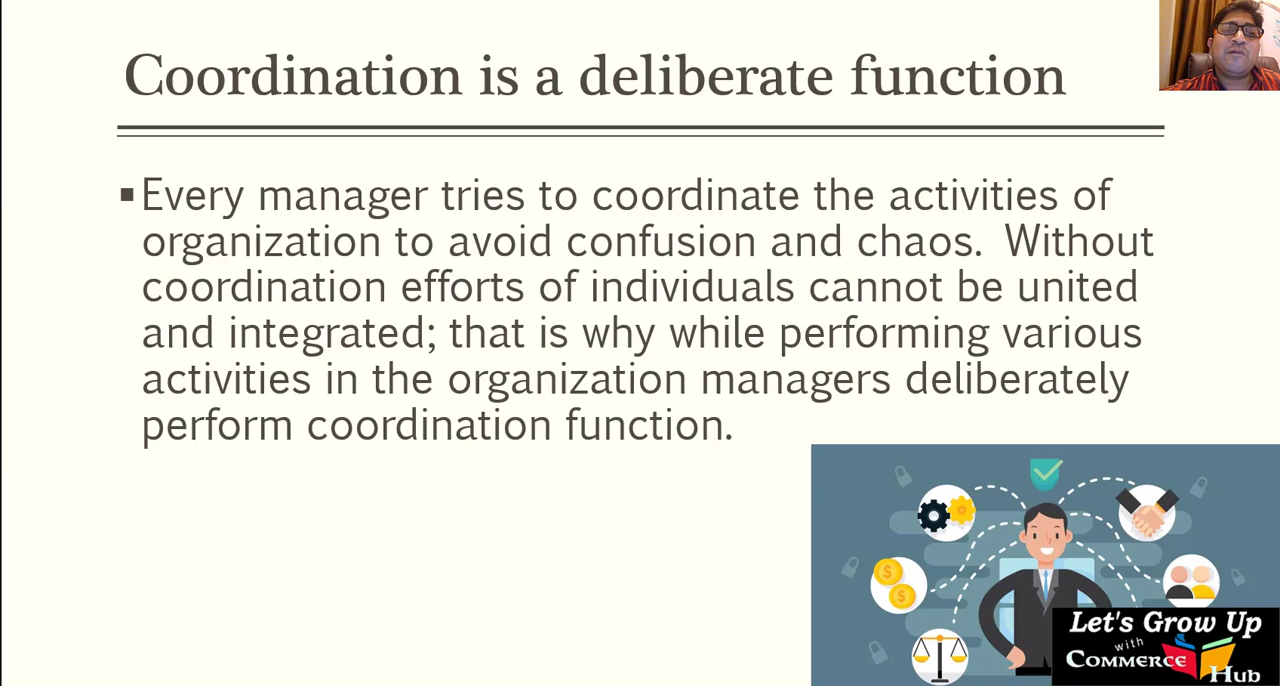 Coordination is a deliberate function
▪Every manager tries to coordinate the activities of
organization to avoid confusion and chaos.  Without
coordination efforts of individuals cannot be united
and integrated; that is why while performing various
activities in the organization managers deliberately
perform coordination function.
$
$
Let's Grow Up
with
COMMERCE
HUB